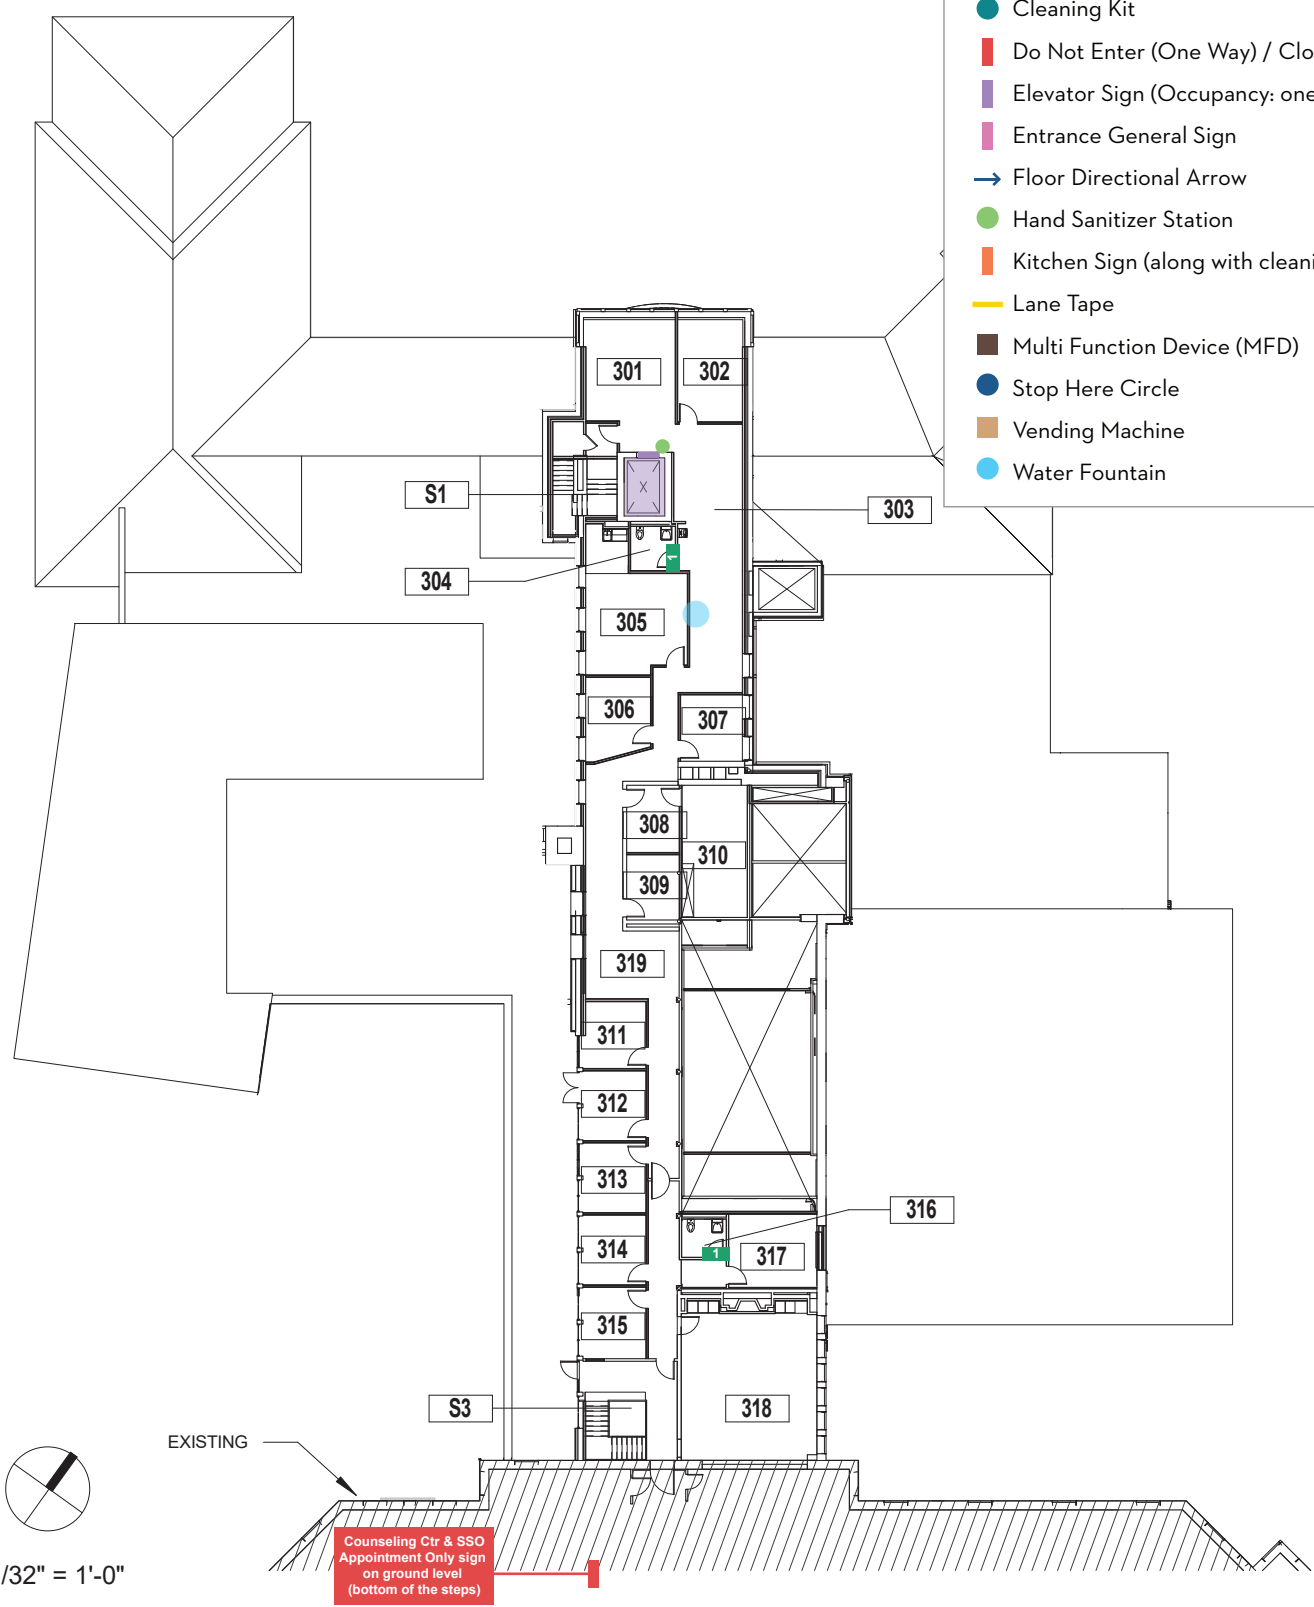 Cleaning Kit
Do Not Enter (One Way) / Clo
Elevator Sign (Occupancy: one
Entrance General Sign
Floor Directional Arrow
Hand Sanitizer Station
Kitchen Sign (along with cleani
Lane Tape
Multi Function Device (MFD)
Stop Here Circle
Vending Machine
Water Fountain
301
302
S1
303
1
304
305
306
307
308
310
309
319
311
312
313
316
314
1
317
315
S3
318
EXISTING
Counseling Ctr & SSO
Appointment Only sign
on ground level
(bottom of the steps)
/32" = 1'-0"